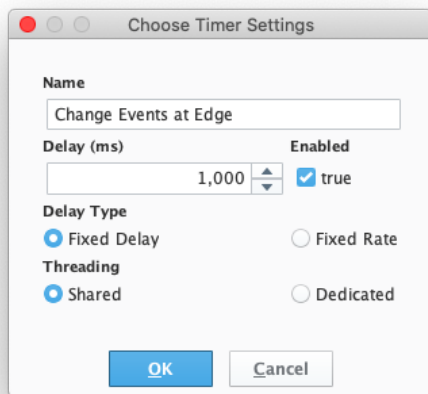 Choose Timer Settings
Name
Change Events at Edge
Delay (ms) Enabled
1,000 true
Delay Type
Fixed Delay Fixed Rate
Threading
Shared Dedicated
OK Cancel